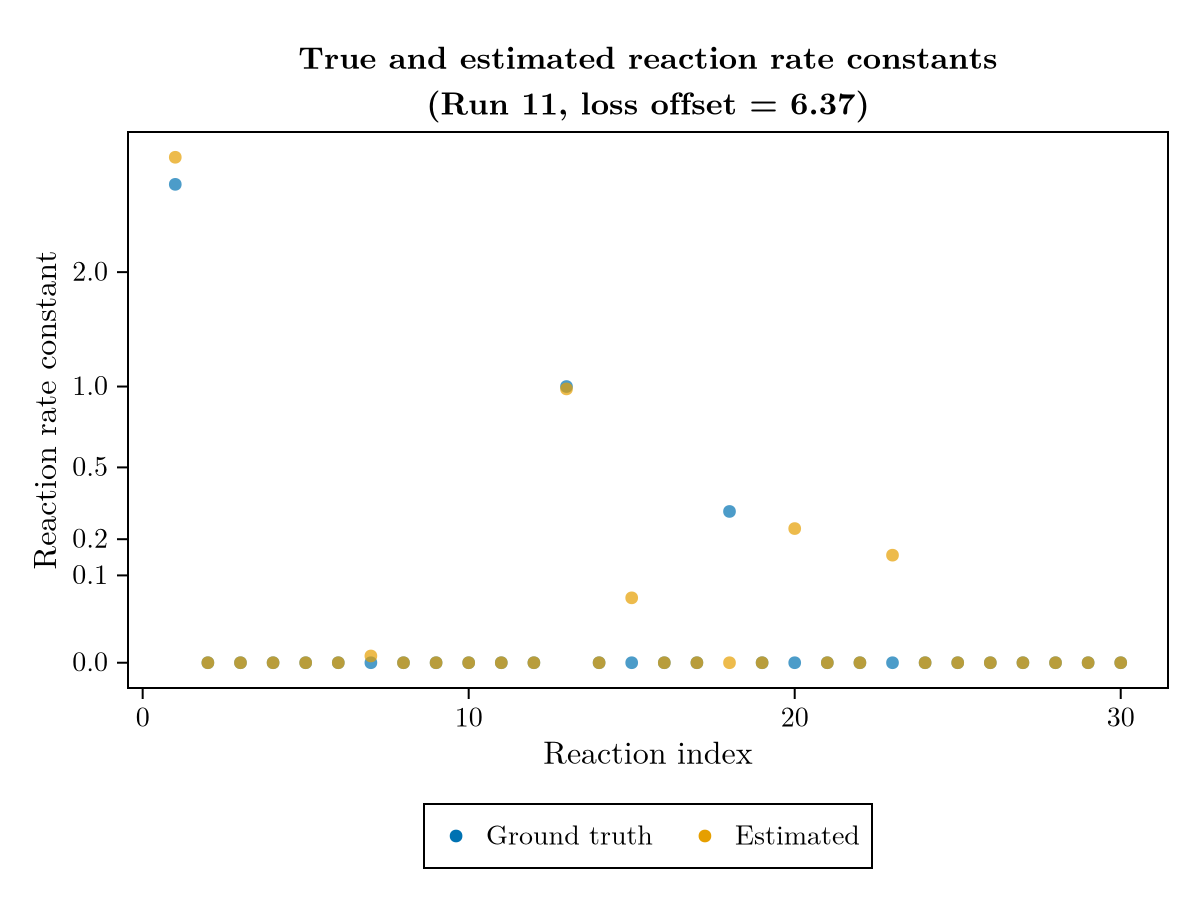 True and estimated reaction rate constants
(Run 11, loss offset = 6.37)
Reaction rate constant
2.0
1.0
0.5
0.2
0.1
0.0
0 10 20 30
Reaction index
Ground truth Estimated